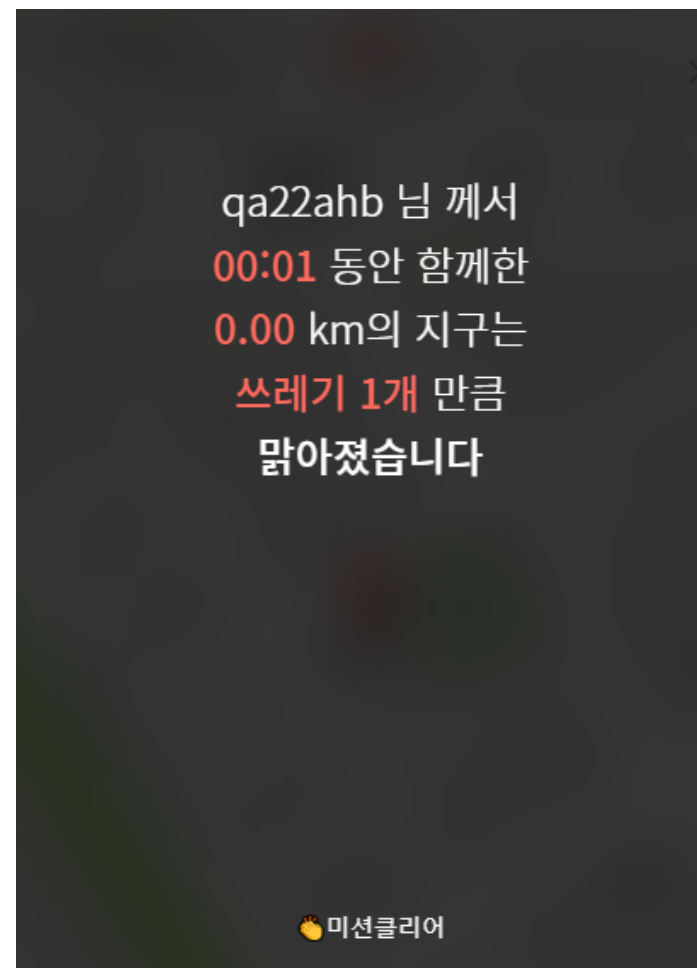 qa22ahb 님 께서
00:01 동안 함께한
0.00 km의 지구는
쓰레기 1개 만큼
맑아졌습니다
👏미션클리어